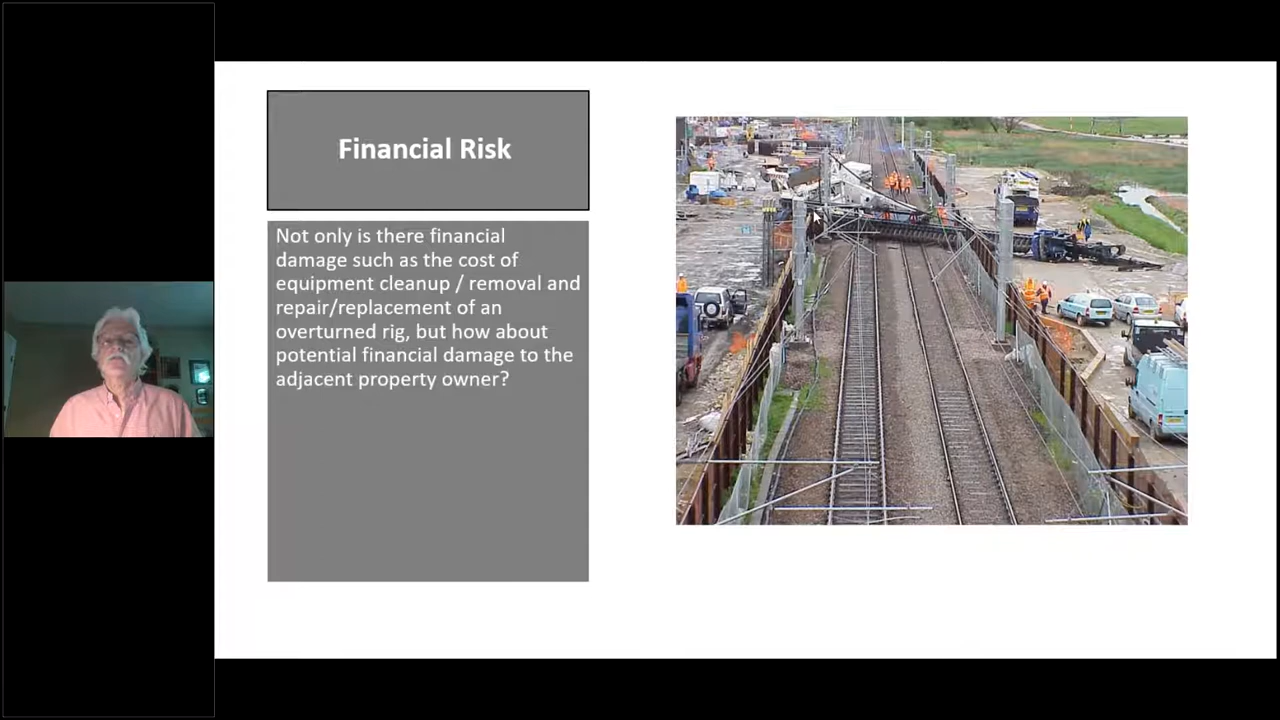 Financial Risk
Not only is there financial
damage such as the cost of
equipment cleanup / removal and
repair/replacement of an
overturned rig, but how about
potential financial damage to the
adjacent property owner?